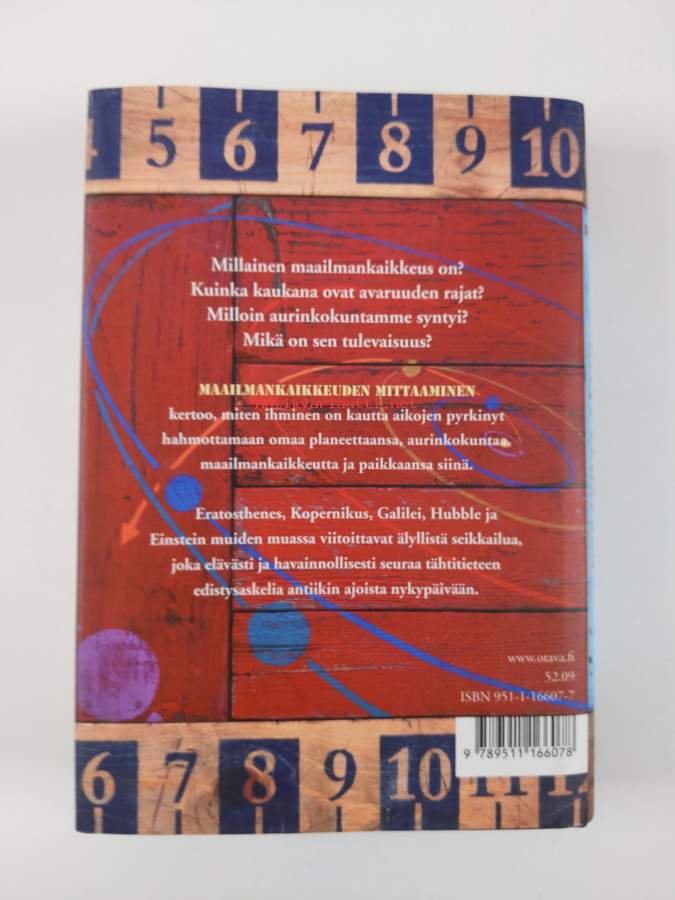 5 6 7 8 9 10
Millainen maailmankaikkeus on?
Kuinka kaukana ovat avaruuden rajat?
Milloin aurinkokuntamme syntyi?
Mikä on sen tulevaisuus?
MAAILMANKAIKKEUDEN MITTAAMINEN
kertoo, miten ihminen on kautta aikojen pyrkinyt
hahmottamaan omaa planeettaansa, aurinkokuntaa,
maailmankaikkeutta ja paikkaansa siinä.
Eratosthenes, Kopernikus, Galilei, Hubble ja
Einstein muiden muassa viitoittavat älyllistä seikkailua,
joka elävästi ja havainnollisesti seuraa tähtitieteen
edistysaskelia antiikin ajoista nykypäivään.
www.otava.fi
52.09
ISBN 951-1-16607-7
9 789511 166078
6 7 8 9 10 11